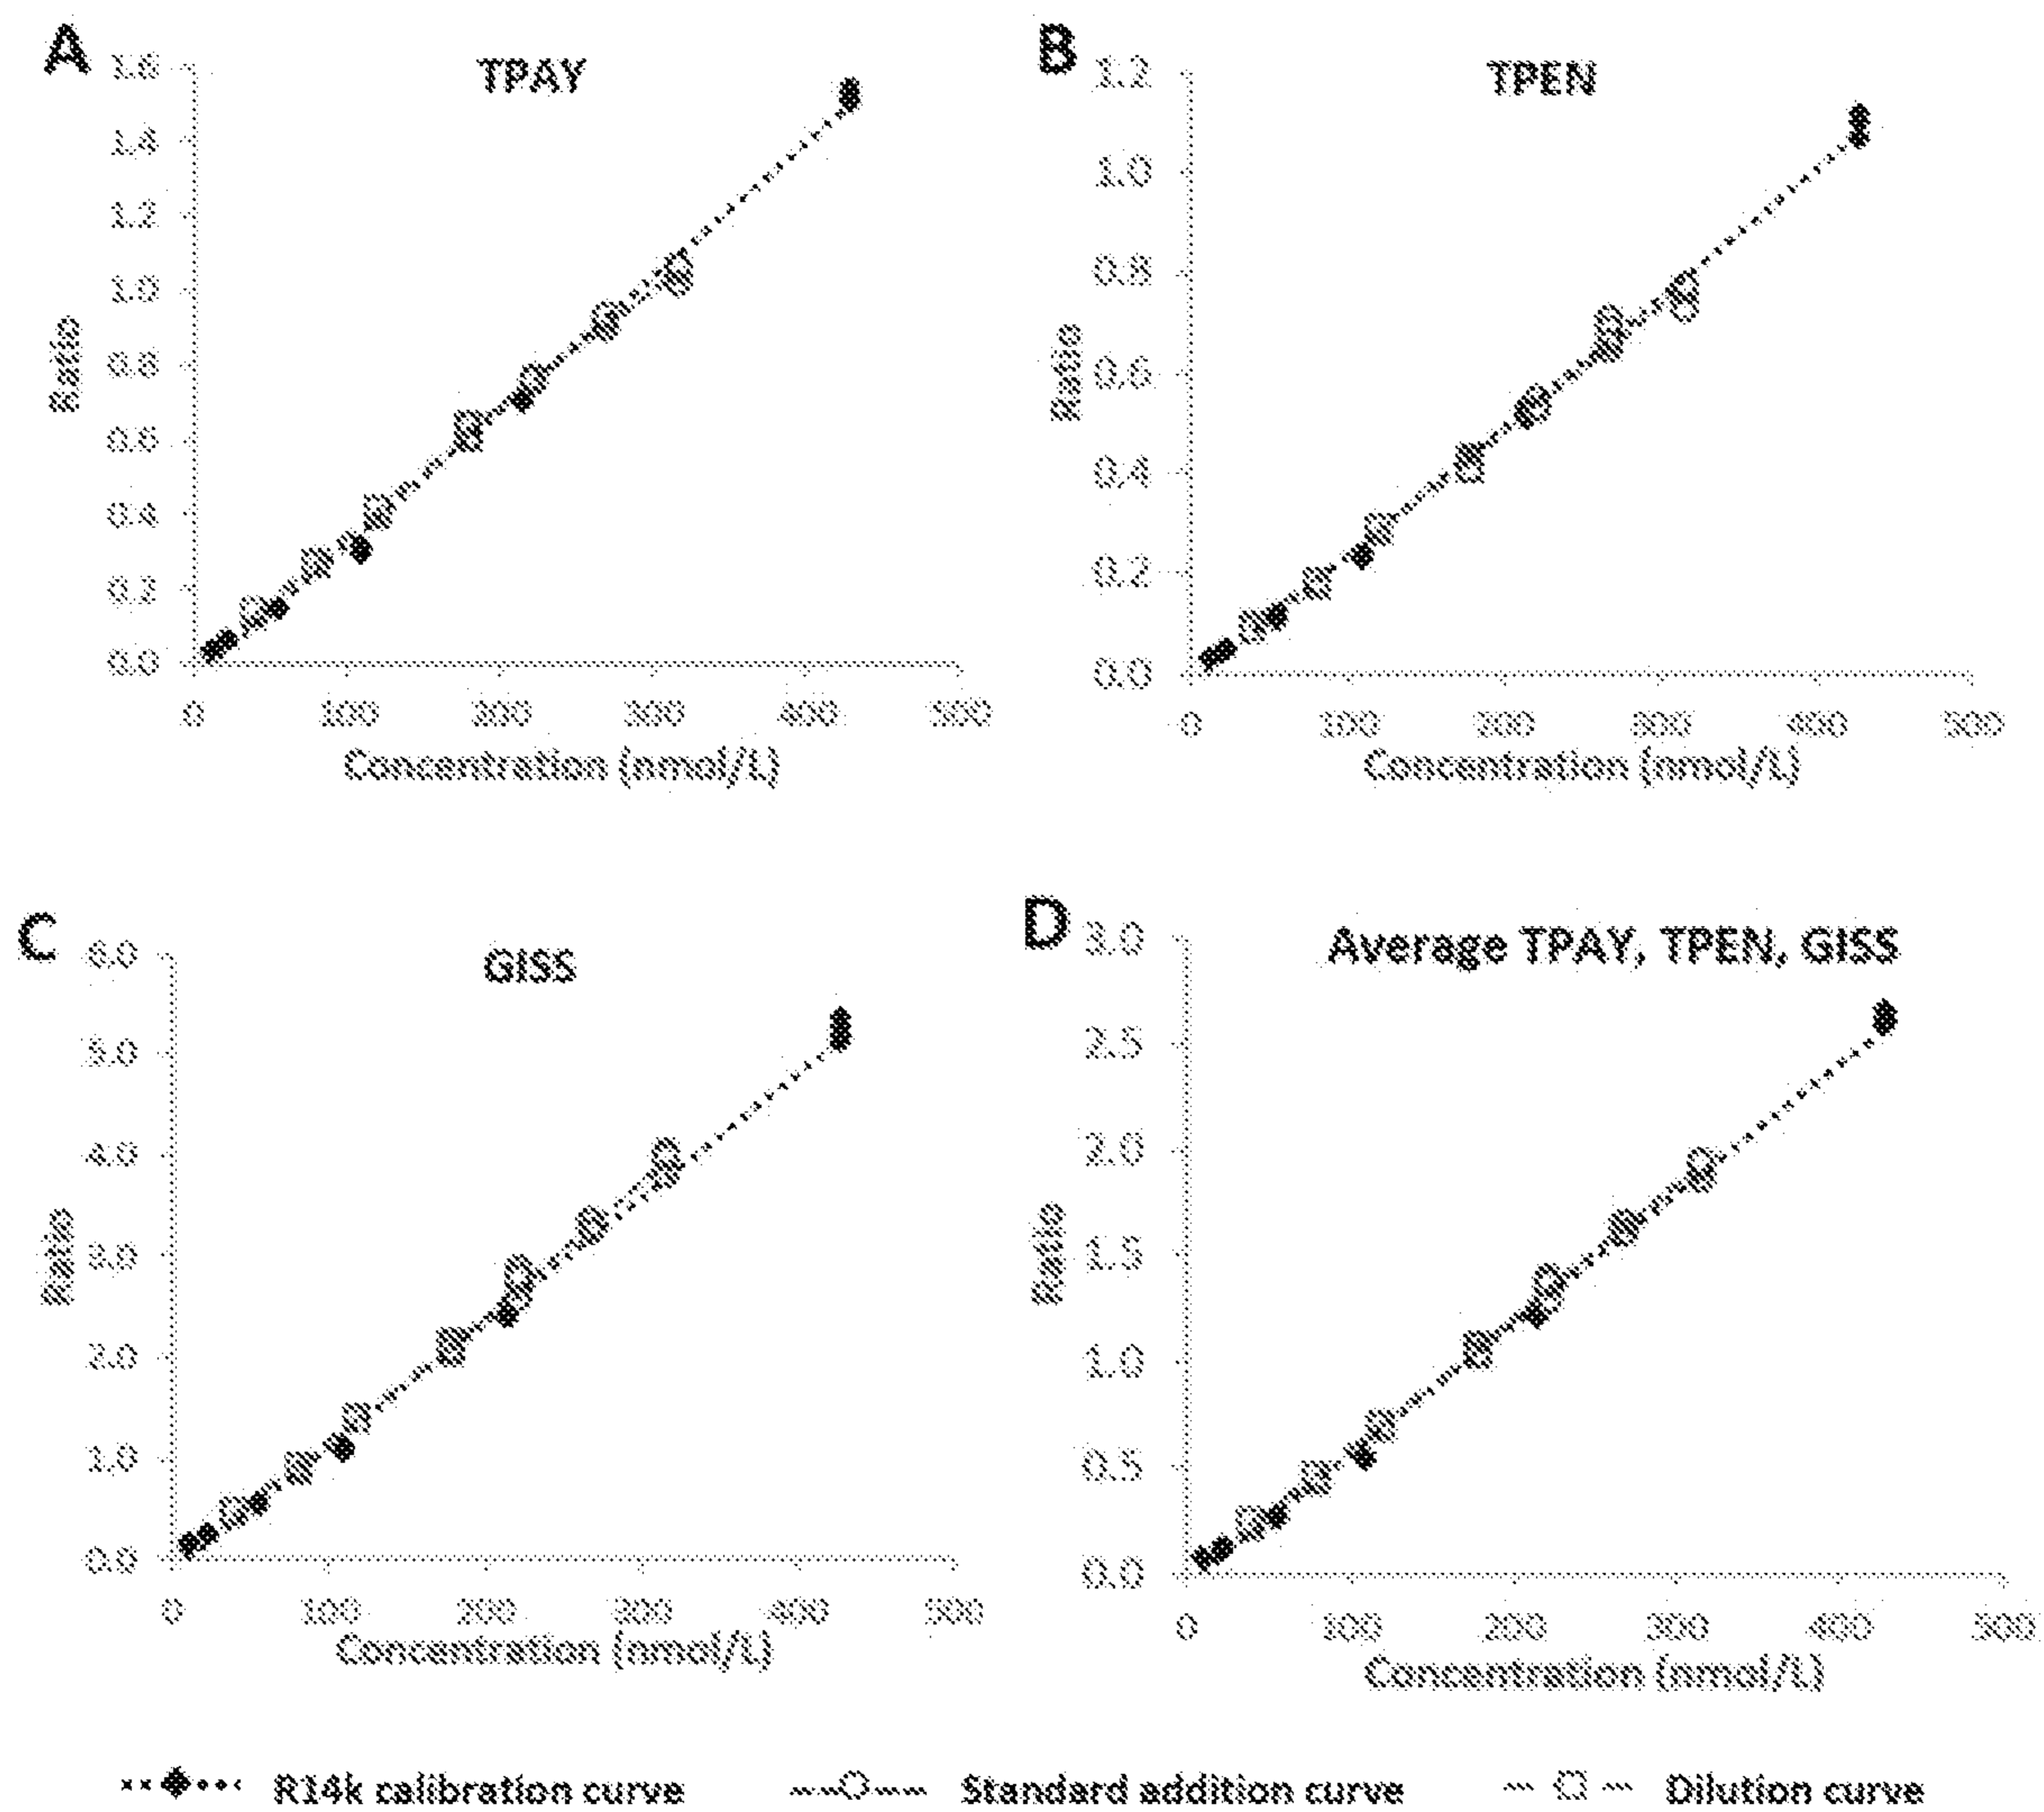 A
TPAY
1.6
1.4
1.2
1.0
0.8
0.6
0.4
0.2
0.0
Ratio
0 100 200 300 400 500
Concentration (nmol/L)
B
TPEN
1.2
1.0
0.8
0.6
0.4
0.2
0.0
Ratio
0 100 200 300 400 500
Concentration (nmol/L)
C
GISS
6.0
5.0
4.0
3.0
2.0
1.0
0.0
Ratio
0 100 200 300 400 500
Concentration (nmol/L)
D
Average TPAY, TPEN, GISS
3.0
2.5
2.0
1.5
1.0
0.5
0.0
Ratio
0 100 200 300 400 500
Concentration (nmol/L)
R14k calibration curve Standard addition curve Dilution curve